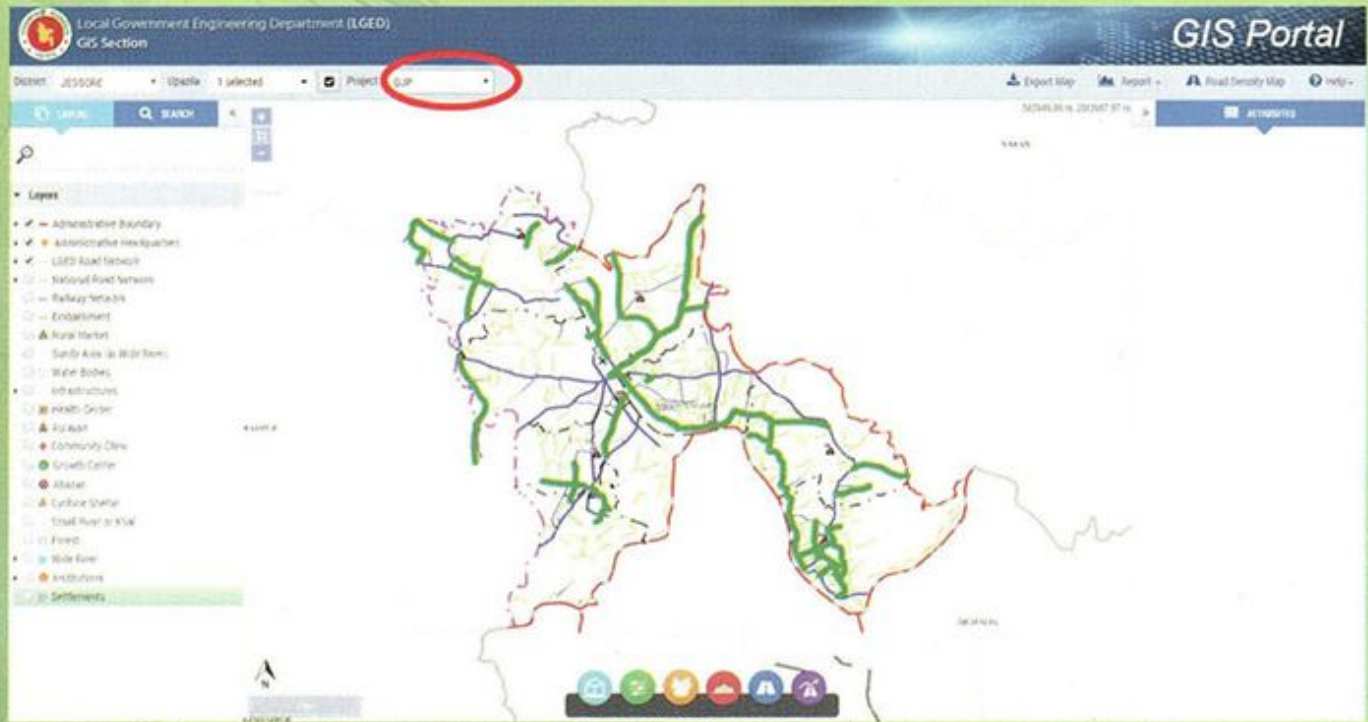 Local Government Engineering Department (LGED)
GIS Section
GIS Portal
District JESSORE Upazila 1 selected Project
Export Map Report Road Density Map Help
LAYERS SEARCH
ATTRIBUTES
Layers
Administrative Boundary
Administrative Headquarters
LGED Road Network
National Road Network
Railway Network
Embankment
Rural Market
Water Bodies
Infrastructures
Health Center
Community Clinic
Growth Center
Cyclone Shelter
Small River or Khal
Forest
Wide River
Institutions
Settlements
N